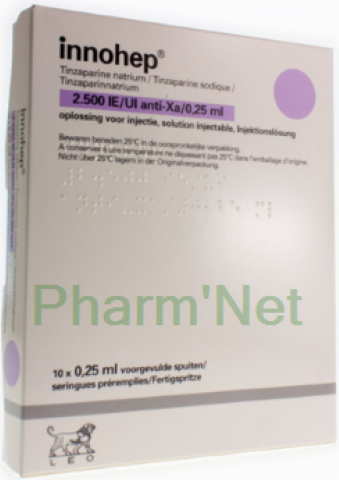 innohep®
Tinzaparine natrium / Tinzaparine sodique /
Tinzaparinnatrium
2.500 IE/UI anti-Xa/0,25 ml
oplossing voor injectie, solution injectable, Injektionslösung
Bewaren beneden 25°C in de oorspronkelijke verpakking.
A conserver à une température ne dépassant pas 25°C dans l'emballage d'origine.
Nicht über 25°C lagern in der Originalverpackung.
Pharm'Net
10 x 0,25 ml voorgevulde spuiten/
seringues préremplies/Fertigspritze
LEO